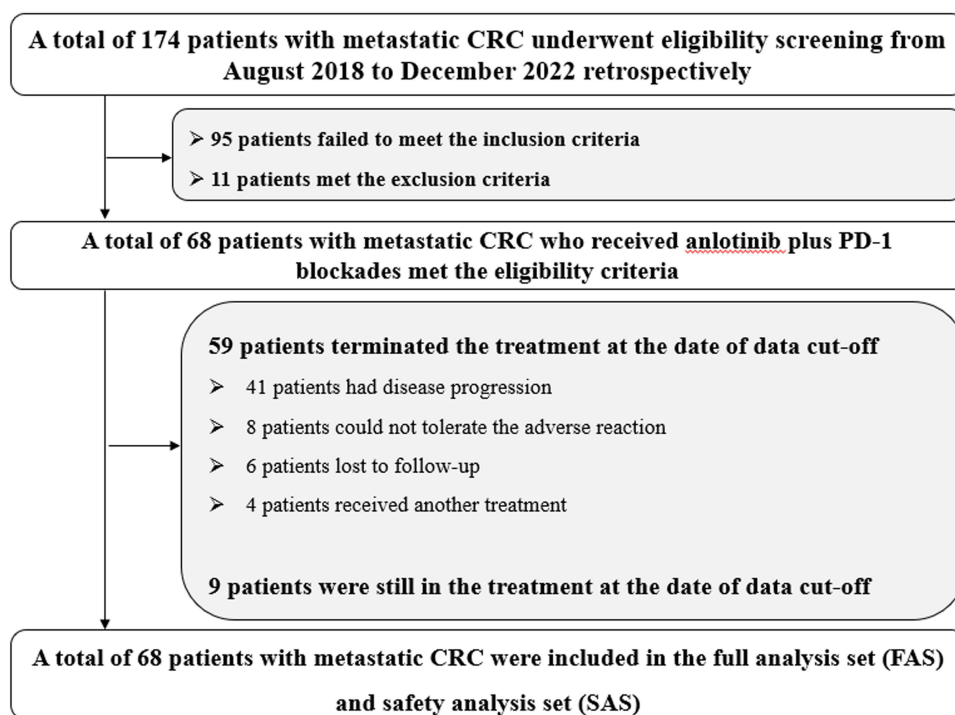 A total of 174 patients with metastatic CRC underwent eligibility screening from
August 2018 to December 2022 retrospectively
➢ 95 patients failed to meet the inclusion criteria
➢ 11 patients met the exclusion criteria
A total of 68 patients with metastatic CRC who received anlotinib plus PD-1
blockades met the eligibility criteria
59 patients terminated the treatment at the date of data cut-off
➢ 41 patients had disease progression
➢ 8 patients could not tolerate the adverse reaction
➢ 6 patients lost to follow-up
➢ 4 patients received another treatment
9 patients were still in the treatment at the date of data cut-off
A total of 68 patients with metastatic CRC were included in the full analysis set (FAS)
and safety analysis set (SAS)